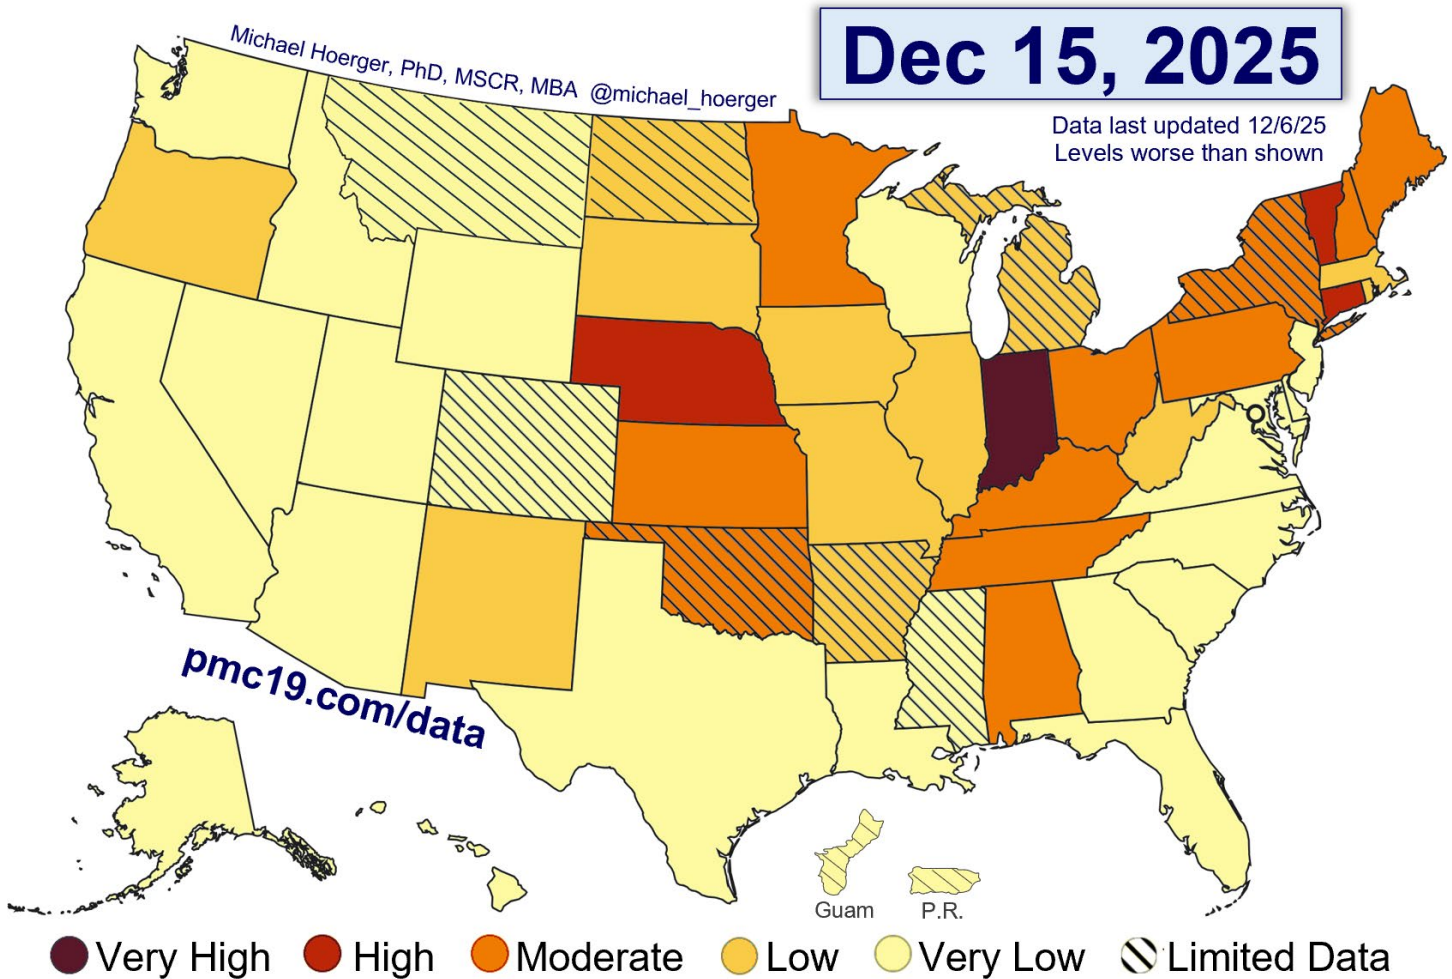 Michael Hoerger, PhD, MSCR, MBA @michael_hoerger
Dec 15, 2025
Data last updated 12/6/25
Levels worse than shown
pmc19.com/data
Guam
P.R.
Very High
High
Moderate
Low
Very Low
Limited Data